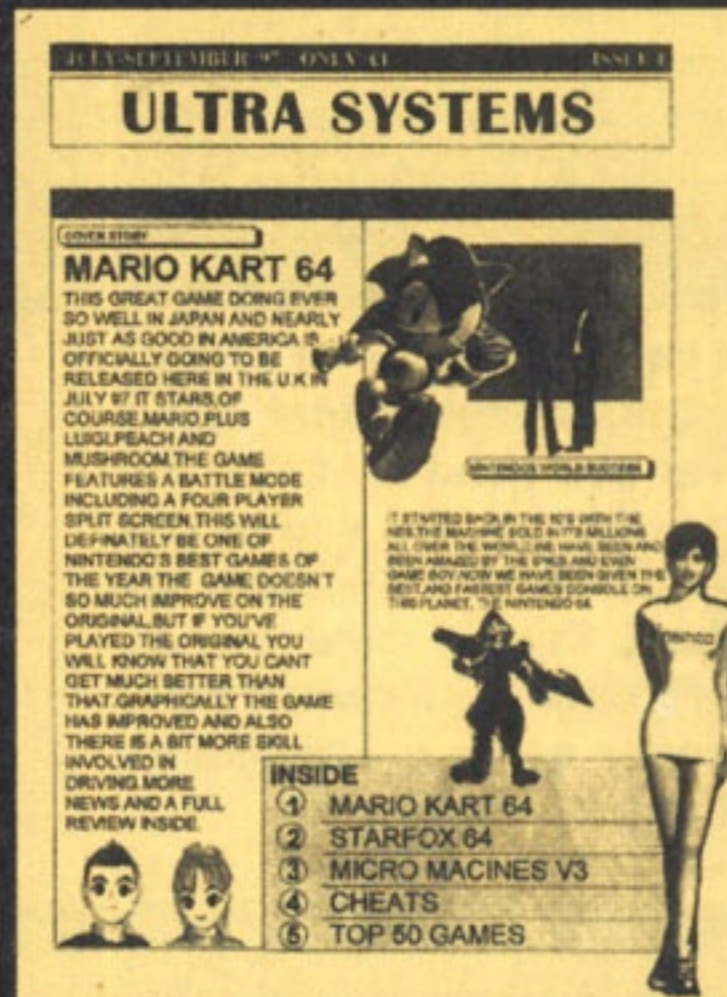 JULY-SEPTEMBER 97 ONLY £1 ISSUE 1
ULTRA SYSTEMS
COVER STORY
MARIO KART 64
THIS GREAT GAME DOING EVER
SO WELL IN JAPAN AND NEARLY
JUST AS GOOD IN AMERICA IS
OFFICIALLY GOING TO BE
RELEASED HERE IN THE U.K IN
JULY 97 IT STARS,OF
COURSE,MARIO,PLUS
LUIGI,PEACH AND
MUSHROOM.THE GAME
FEATURES A BATTLE MODE
INCLUDING A FOUR PLAYER
SPLIT SCREEN.THIS WILL
DEFINATELY BE ONE OF
NINTENDO'S BEST GAMES OF
THE YEAR THE GAME DOESN'T
SO MUCH IMPROVE ON THE
ORIGINAL,BUT IF YOU'VE
PLAYED THE ORIGINAL YOU
WILL KNOW THAT YOU CANT
GET MUCH BETTER THAN
THAT.GRAPHICALLY THE GAME
HAS IMPROVED AND ALSO
THERE IS A BIT MORE SKILL
INVOLVED IN
DRIVING.MORE
NEWS AND A FULL
REVIEW INSIDE.
NINTENDOS WORLD
IT STARTED BACK IN THE 80'S WITH THE
NES.THE MACHINE SOLD IN ITS MILLIONS
ALL OVER THE WORLD.WE HAVE SEEN AND
BEEN AMAZED BY THE SNES AND EVEN
GAME BOY.NOW WE HAVE BEEN GIVEN THE
BEST,AND FASTEST GAMES CONSOLE ON
THIS PLANET, THE NINTENDO 64.
INSIDE
1 MARIO KART 64
2 STARFOX 64
3 MICRO MACINES V3
4 CHEATS
5 TOP 50 GAMES